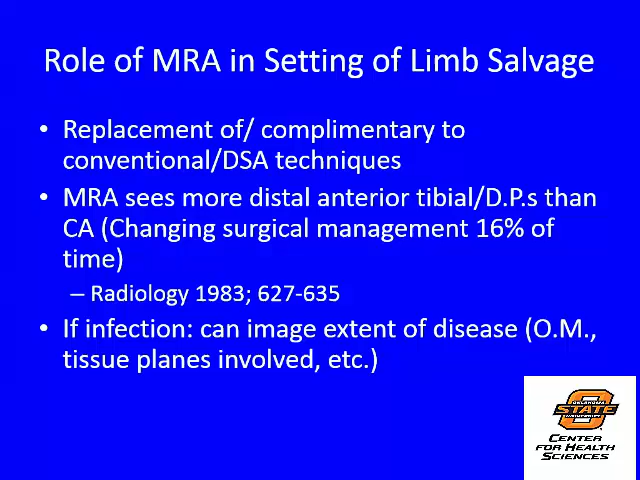 Role of MRA in Setting of Limb Salvage
• Replacement of/ complimentary to
conventional/DSA techniques
• MRA sees more distal anterior tibial/D.P.s than
CA (Changing surgical management 16% of
time)
– Radiology 1983; 627-635
• If infection: can image extent of disease (O.M.,
tissue planes involved, etc.)
OKLAHOMA
STATE
UNIVERSITY
CENTER
FOR HEALTH
SCIENCES